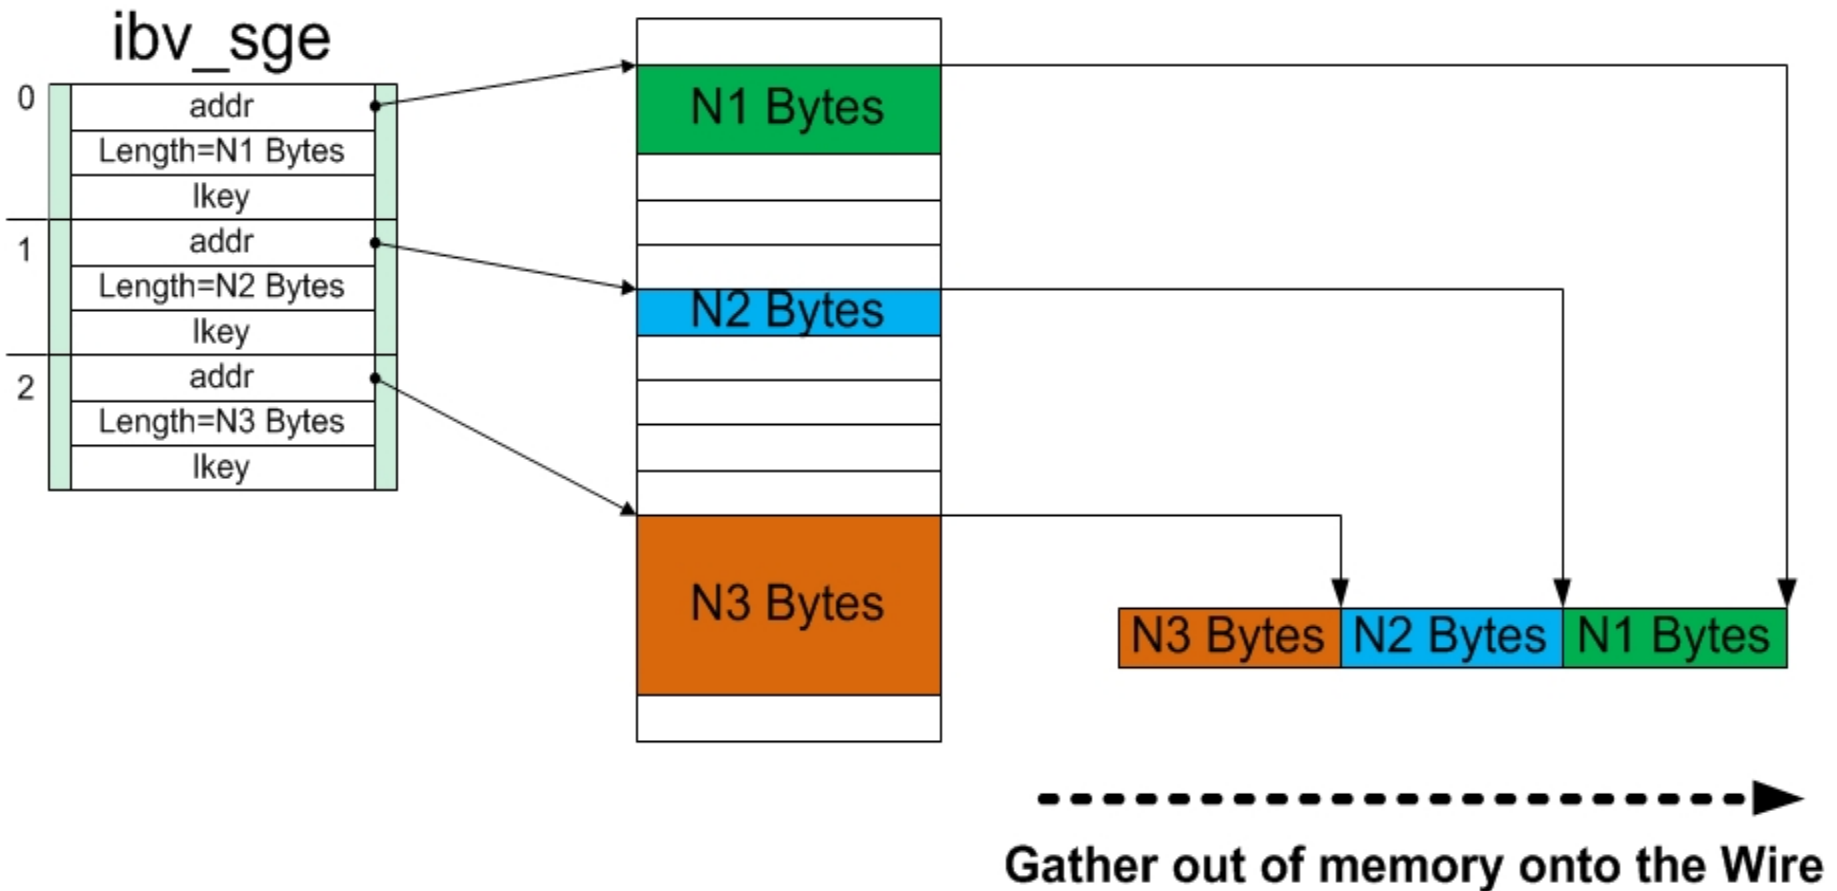 ibv_sge
0
addr
Length=N1 Bytes
lkey
1
addr
Length=N2 Bytes
lkey
2
addr
Length=N3 Bytes
lkey
N1 Bytes
N2 Bytes
N3 Bytes
N3 Bytes N2 Bytes N1 Bytes
Gather out of memory onto the Wire